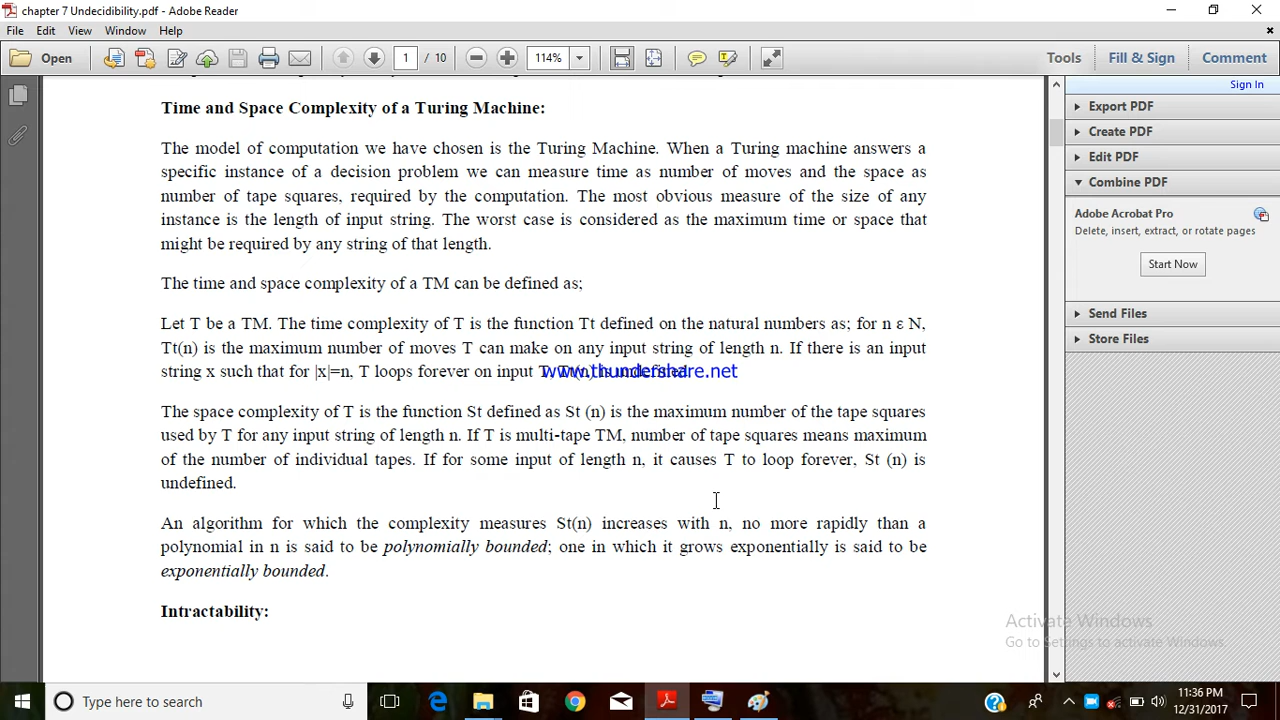 chapter 7 Undecidibility.pdf - Adobe Reader
File Edit View Window Help
Open 1 / 10 114% Tools Fill & Sign Comment
Sign In
Export PDF
Create PDF
Edit PDF
Combine PDF
Adobe Acrobat Pro
Delete, insert, extract, or rotate pages
Start Now
Send Files
Store Files
Time and Space Complexity of a Turing Machine:
The model of computation we have chosen is the Turing Machine. When a Turing machine answers a
specific instance of a decision problem we can measure time as number of moves and the space as
number of tape squares, required by the computation. The most obvious measure of the size of any
instance is the length of input string. The worst case is considered as the maximum time or space that
might be required by any string of that length.
The time and space complexity of a TM can be defined as;
Let T be a TM. The time complexity of T is the function Tt defined on the natural numbers as; for n ε N,
Tt(n) is the maximum number of moves T can make on any input string of length n. If there is an input
string x such that for |x|=n, T loops forever on input
www.thundershare.net
The space complexity of T is the function St defined as St (n) is the maximum number of the tape squares
used by T for any input string of length n. If T is multi-tape TM, number of tape squares means maximum
of the number of individual tapes. If for some input of length n, it causes T to loop forever, St (n) is
undefined.
An algorithm for which the complexity measures St(n) increases with n, no more rapidly than a
polynomial in n is said to be polynomially bounded; one in which it grows exponentially is said to be
exponentially bounded.
Intractability:
Activate Windows
Go to Settings to activate Windows.
Type here to search
11:36 PM
12/31/2017